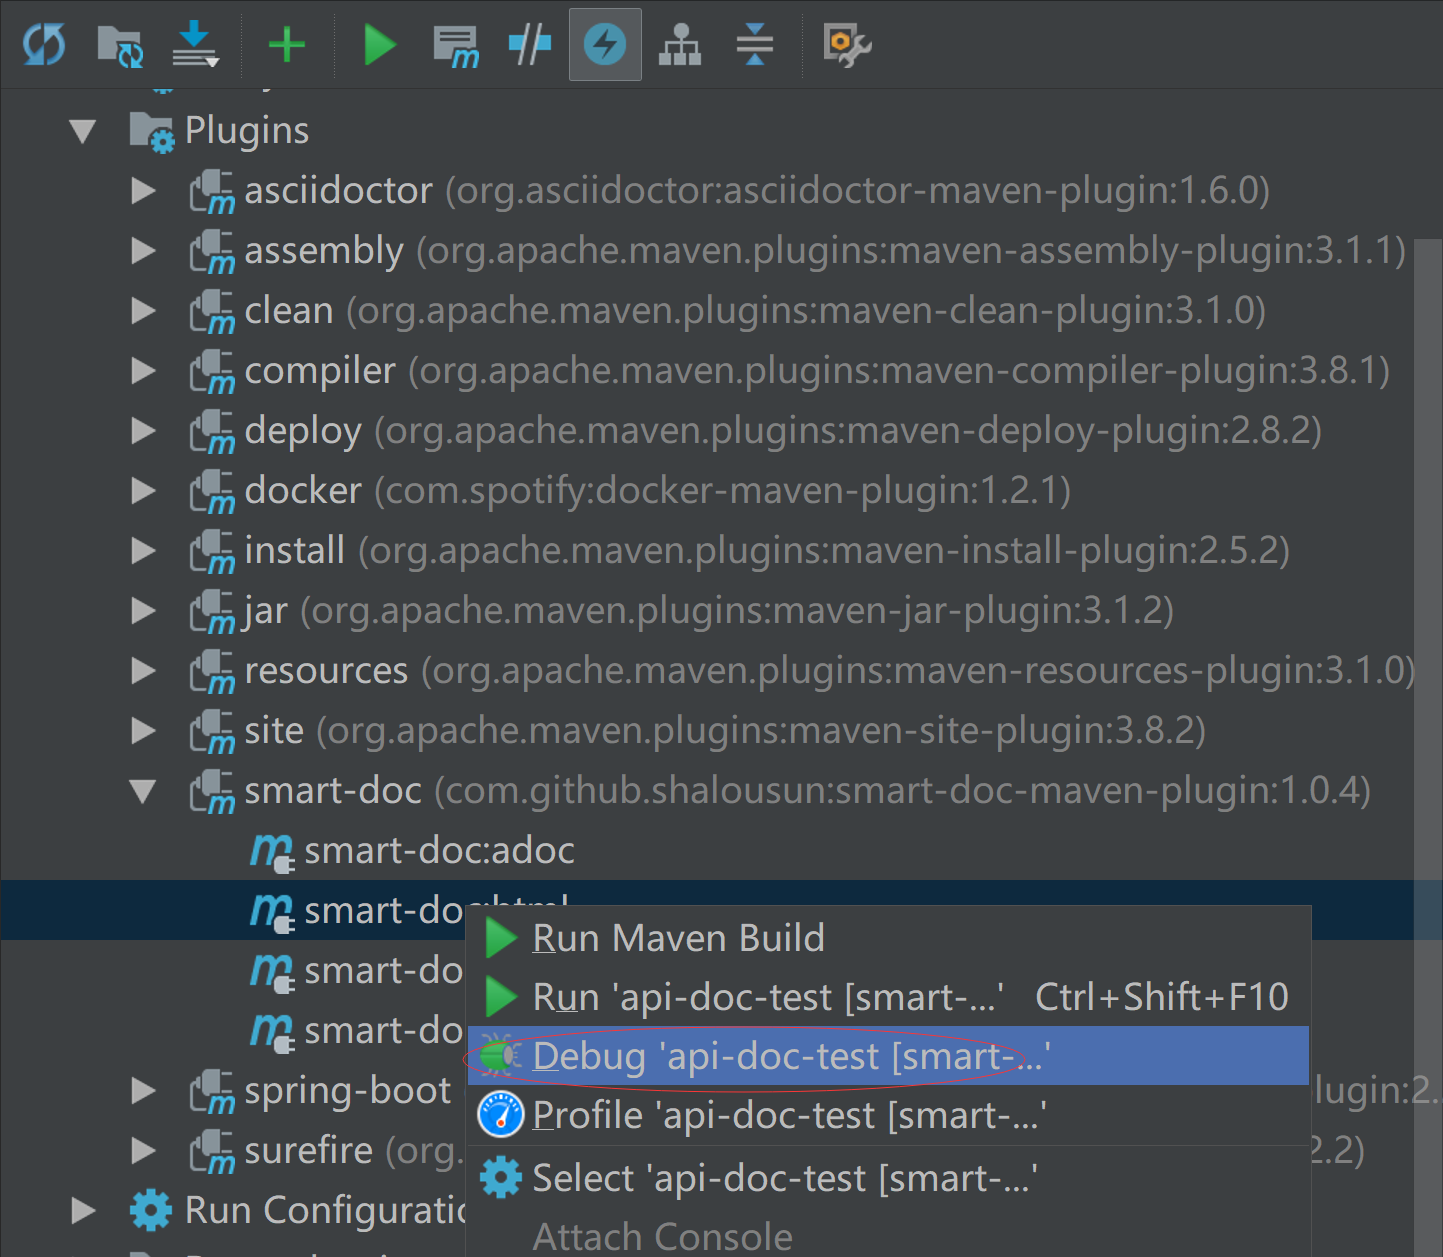 Plugins
asciidoctor (org.asciidoctor:asciidoctor-maven-plugin:1.6.0)
assembly (org.apache.maven.plugins:maven-assembly-plugin:3.1.1)
clean (org.apache.maven.plugins:maven-clean-plugin:3.1.0)
compiler (org.apache.maven.plugins:maven-compiler-plugin:3.8.1)
deploy (org.apache.maven.plugins:maven-deploy-plugin:2.8.2)
docker (com.spotify:docker-maven-plugin:1.2.1)
install (org.apache.maven.plugins:maven-install-plugin:2.5.2)
jar (org.apache.maven.plugins:maven-jar-plugin:3.1.2)
resources (org.apache.maven.plugins:maven-resources-plugin:3.1.0)
site (org.apache.maven.plugins:maven-site-plugin:3.8.2)
smart-doc (com.github.shalousun:smart-doc-maven-plugin:1.0.4)
smart-doc:adoc
smart-doc:html
Run Maven Build
smart-do
Run 'api-doc-test [smart-...' Ctrl+Shift+F10
smart-do
Debug 'api-doc-test [smart-...'
spring-boot lugin:2.
Profile 'api-doc-test [smart-...'
surefire (org. 2.2)
Select 'api-doc-test [smart-...'
Run Configuratio
Attach Console